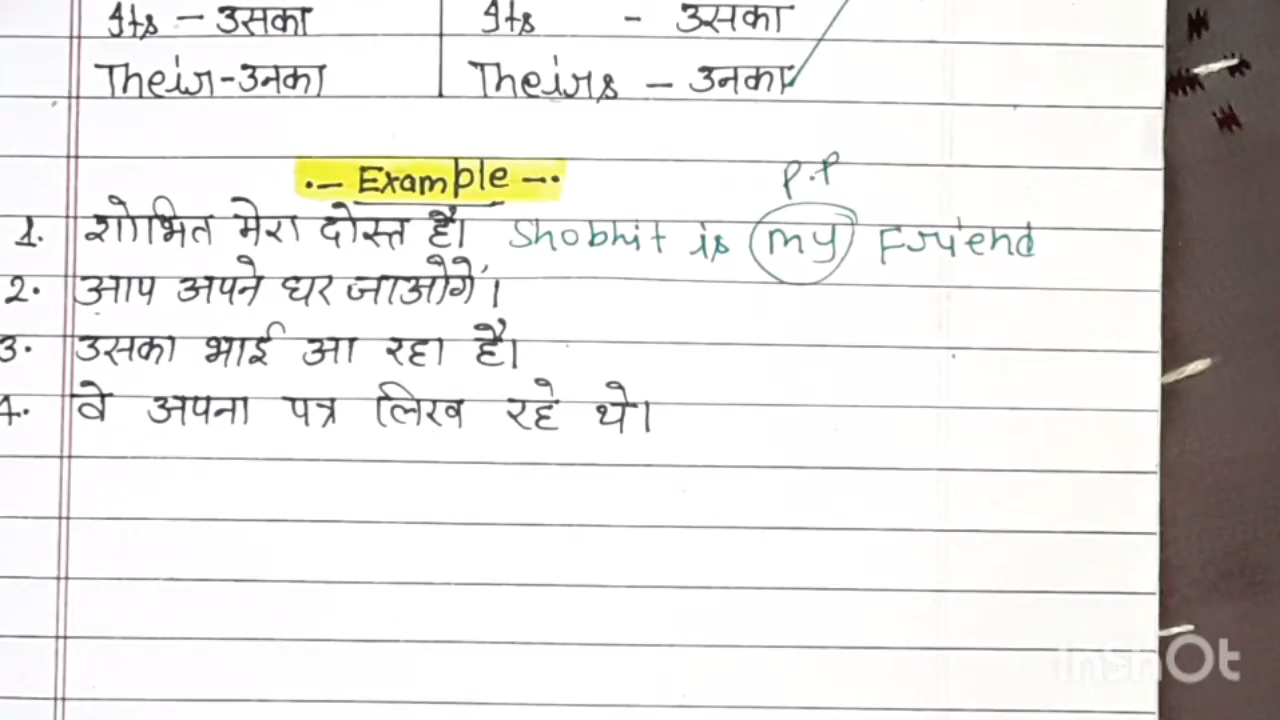 Its – उसका Its - उसका
Their - उनका Theirs – उनका
.– Example –.
P.P
1. शोभित मेरा दोस्त है। Shobhit is my Friend
2. आप अपने घर जाओगें।
3. उसका भाई आ रहा है।
4. वे अपना पत्र लिख रहे थे।
InShOt